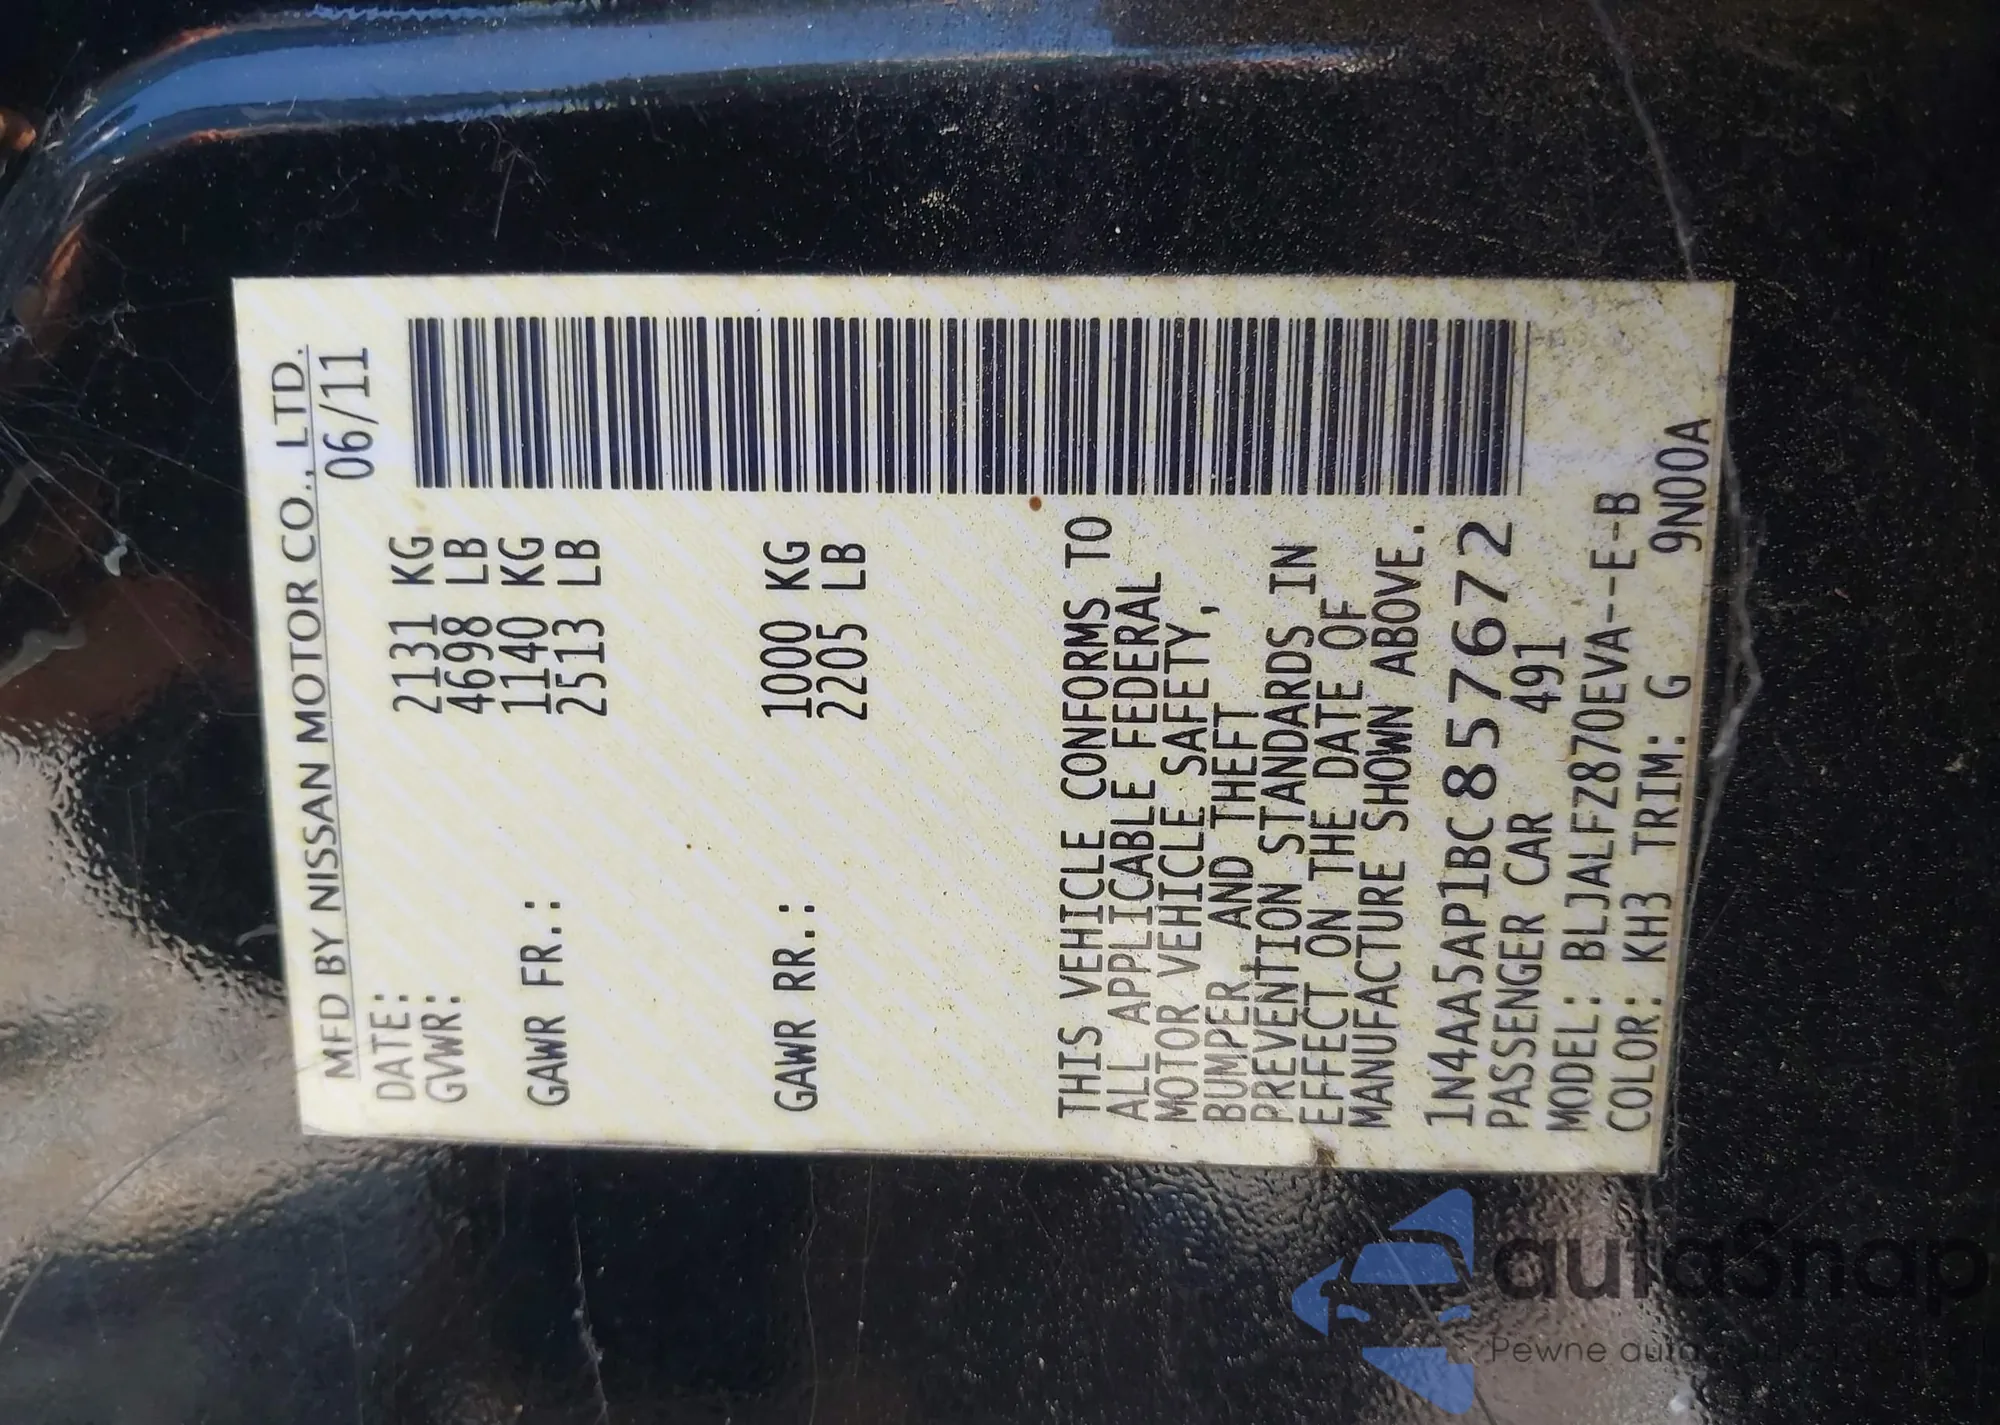 MFD BY NISSAN MOTOR CO., LTD.
DATE: 06/11
GVWR: 2131 KG
4698 LB
GAWR FR.: 1140 KG
2513 LB
GAWR RR.: 1000 KG
2205 LB
THIS VEHICLE CONFORMS TO
ALL APPLICABLE FEDERAL
MOTOR VEHICLE SAFETY,
BUMPER, AND THEFT
PREVENTION STANDARDS IN
EFFECT ON THE DATE OF
MANUFACTURE SHOWN ABOVE.
1N4AA5AP1BC857672
PASSENGER CAR 491
MODEL: BLJALFZ870EVA--E-B
COLOR: KH3 TRIM: G 9N00A
autaSnap
Pewne auta